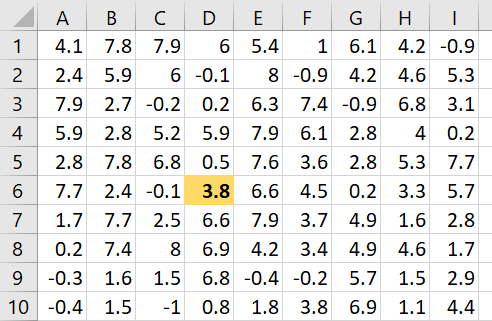 A B C D E F G H I
1 4.1 7.8 7.9 6 5.4 1 6.1 4.2 -0.9
2 2.4 5.9 6 -0.1 8 -0.9 4.2 4.6 5.3
3 7.9 2.7 -0.2 0.2 6.3 7.4 -0.9 6.8 3.1
4 5.9 2.8 5.2 5.9 7.9 6.1 2.8 4 0.2
5 2.8 7.8 6.8 0.5 7.6 3.6 2.8 5.3 7.7
6 7.7 2.4 -0.1 3.8 6.6 4.5 0.2 3.3 5.7
7 1.7 7.7 2.5 6.6 7.9 3.7 4.9 1.6 2.8
8 0.2 7.4 8 6.9 4.2 3.4 4.9 4.6 1.7
9 -0.3 1.6 1.5 6.8 -0.4 -0.2 5.7 1.5 2.9
10 -0.4 1.5 -1 0.8 1.8 3.8 6.9 1.1 4.4